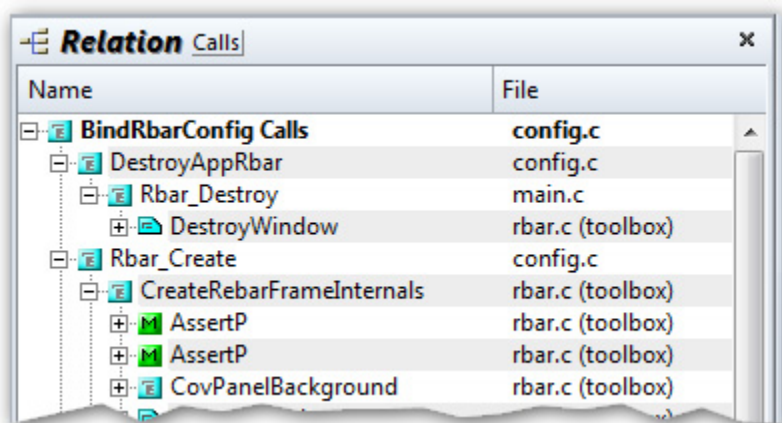 Relation Calls
Name File
BindRbarConfig Calls config.c
DestroyAppRbar config.c
Rbar_Destroy main.c
DestroyWindow rbar.c (toolbox)
Rbar_Create config.c
CreateRebarFrameInternals rbar.c (toolbox)
AssertP rbar.c (toolbox)
AssertP rbar.c (toolbox)
CovPanelBackground rbar.c (toolbox)